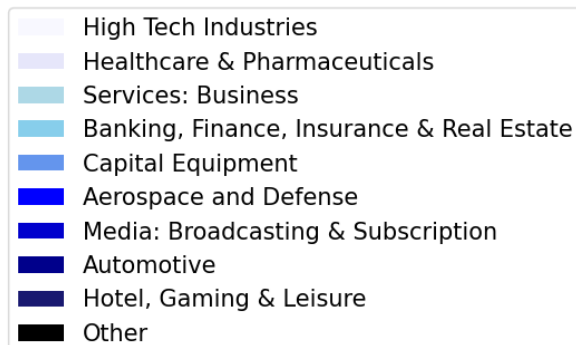 High Tech Industries
Healthcare & Pharmaceuticals
Services: Business
Banking, Finance, Insurance & Real Estate
Capital Equipment
Aerospace and Defense
Media: Broadcasting & Subscription
Automotive
Hotel, Gaming & Leisure
Other